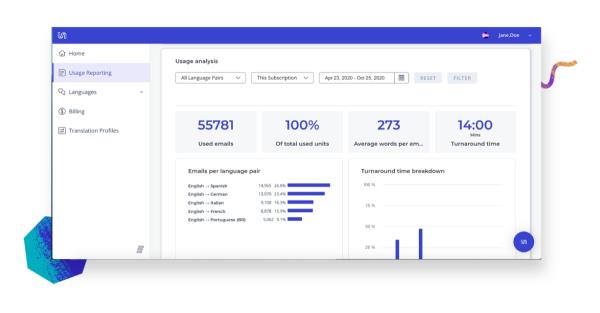 Jane.Doe
Home
Usage Reporting
Languages
Billing
Translation Profiles
Usage analysis
All Language Pairs
This Subscription
Apr 23, 2020 - Oct 25, 2020
RESET
FILTER
55781
Used emails
100%
Of total used units
273
Average words per em...
14:00
Mins
Turnaround time
Emails per language pair
English → Spanish 14,965 26.8%
English → German 13,070 23.4%
English → Italian 9,108 16.3%
English → French 8,878 15.9%
English → Portuguese (BR) 5,062 9.1%
Turnaround time breakdown
100 %
75 %
50 %
25 %